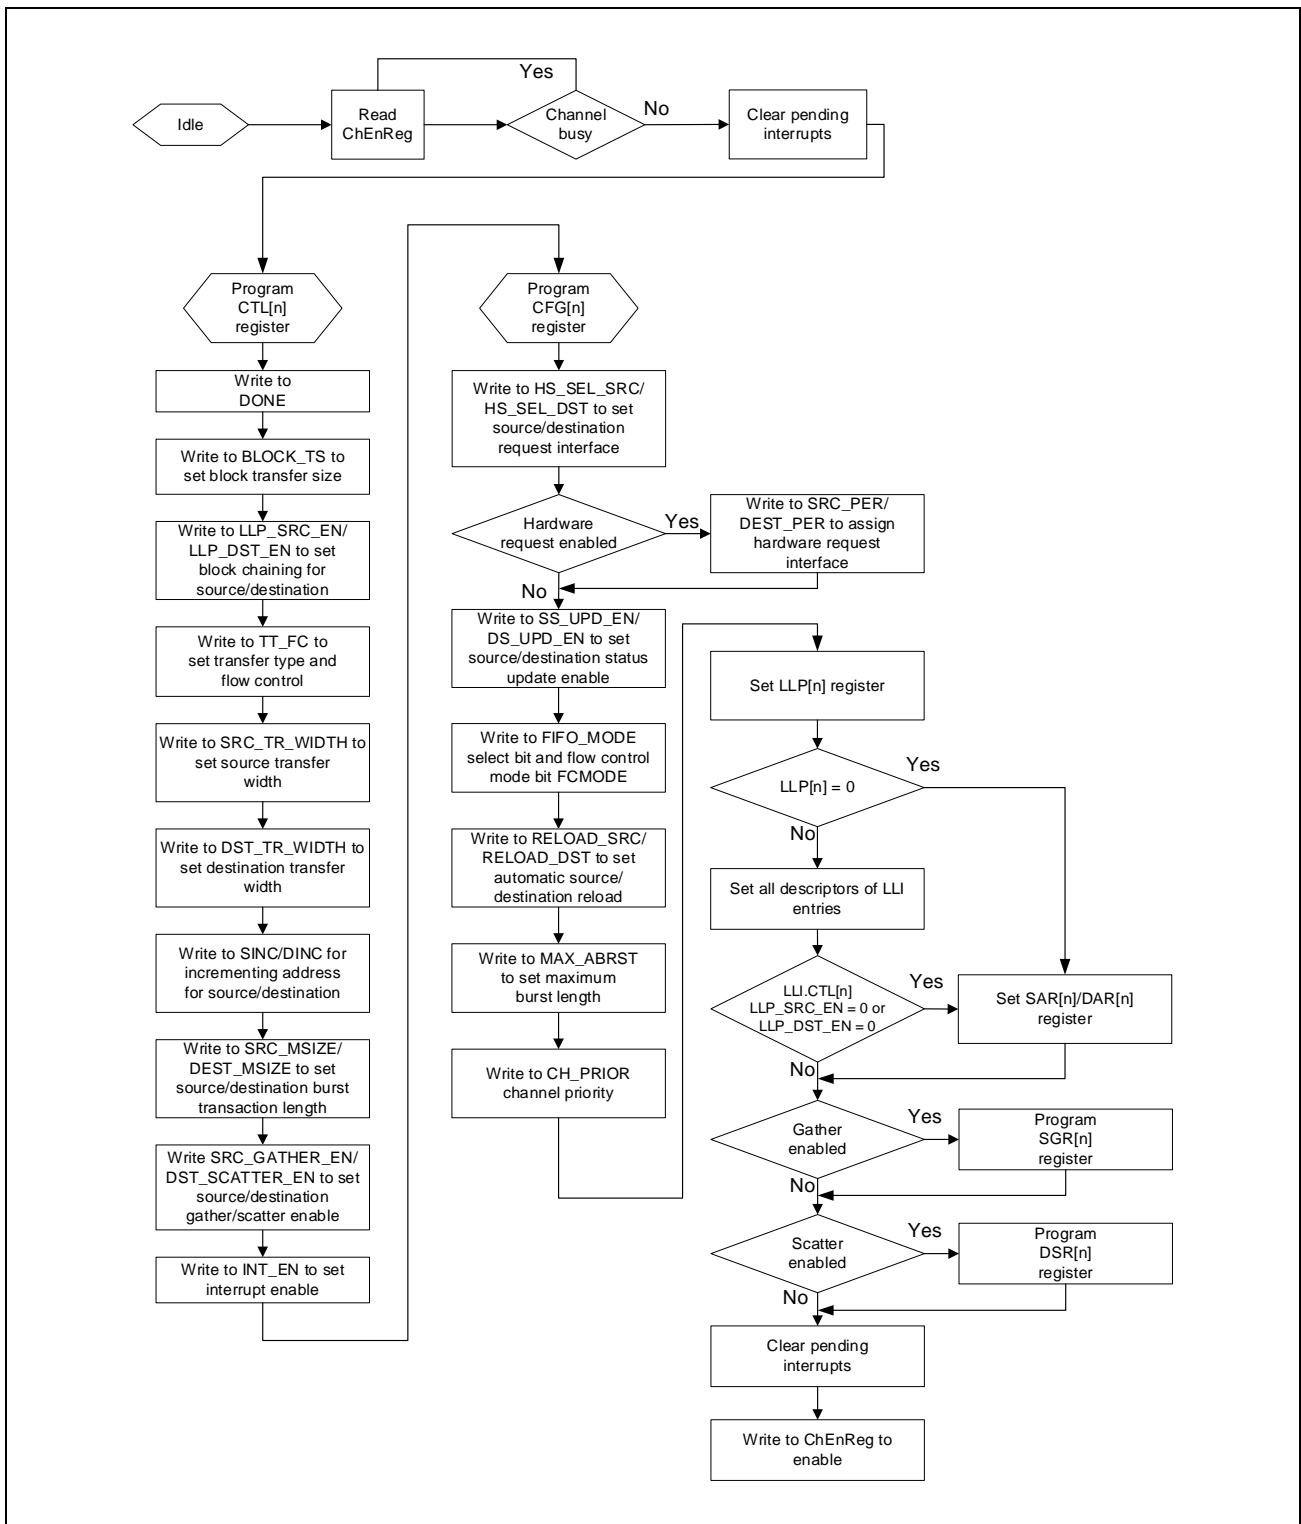 Idle
Read
ChEnReg
Yes
Channel
busy
No
Clear pending
interrupts
Program
CTL[n]
register
Write to
DONE
Write to BLOCK_TS to
set block transfer size
Write to LLP_SRC_EN/
LLP_DST_EN to set
block chaining for
source/destination
Write to TT_FC to
set transfer type and
flow control
Write to SRC_TR_WIDTH to
set source transfer
width
Write to DST_TR_WIDTH to
set destination transfer
width
Write to SINC/DINC for
incrementing address
for source/destination
Write to SRC_MSIZE/
DEST_MSIZE to set
source/destination burst
transaction length
Write SRC_GATHER_EN/
DST_SCATTER_EN to set
source/destination
gather/scatter enable
Write to INT_EN to set
interrupt enable
Program
CFG[n]
register
Write to HS_SEL_SRC/
HS_SEL_DST to set
source/destination
request interface
Hardware
request enabled
Yes
Write to SRC_PER/
DEST_PER to assign
hardware request
interface
No
Write to SS_UPD_EN/
DS_UPD_EN to set
source/destination status
update enable
Write to FIFO_MODE
select bit and flow control
mode bit FCMODE
Write to RELOAD_SRC/
RELOAD_DST to set
automatic source/
destination reload
Write to MAX_ABRST
to set maximum
burst length
Write to CH_PRIOR
channel priority
Set LLP[n] register
LLP[n] = 0
Yes
No
Set all descriptors of LLI
entries
LLI.CTL[n]
LLP_SRC_EN = 0 or
LLP_DST_EN = 0
Yes
Set SAR[n]/DAR[n]
register
No
Gather
enabled
Yes
Program
SGR[n]
register
No
Scatter
enabled
Yes
Program
DSR[n]
register
No
Clear pending
interrupts
Write to ChEnReg to
enable